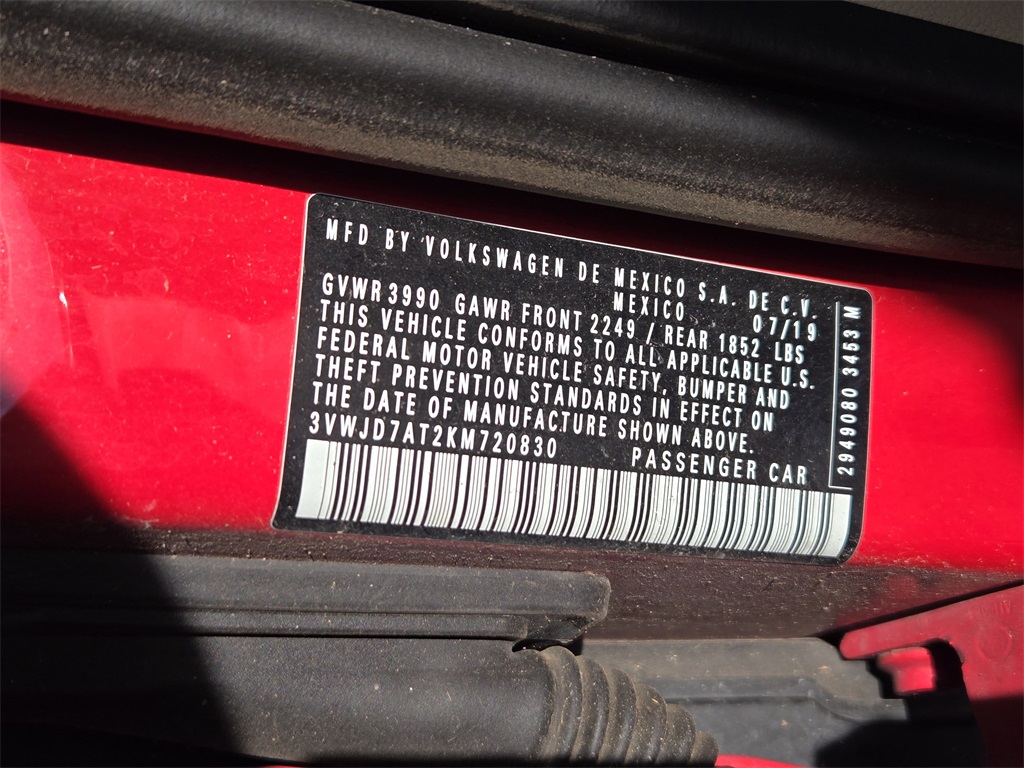 MFD BY VOLKSWAGEN DE MEXICO S.A. DE C.V.
MEXICO 07/19
GVWR 3990 GAWR FRONT 2249 / REAR 1852 LBS
THIS VEHICLE CONFORMS TO ALL APPLICABLE U.S.
FEDERAL MOTOR VEHICLE SAFETY, BUMPER AND
THEFT PREVENTION STANDARDS IN EFFECT ON
THE DATE OF MANUFACTURE SHOWN ABOVE.
3VWJD7AT2KM720830 PASSENGER CAR
2949080 3453 M